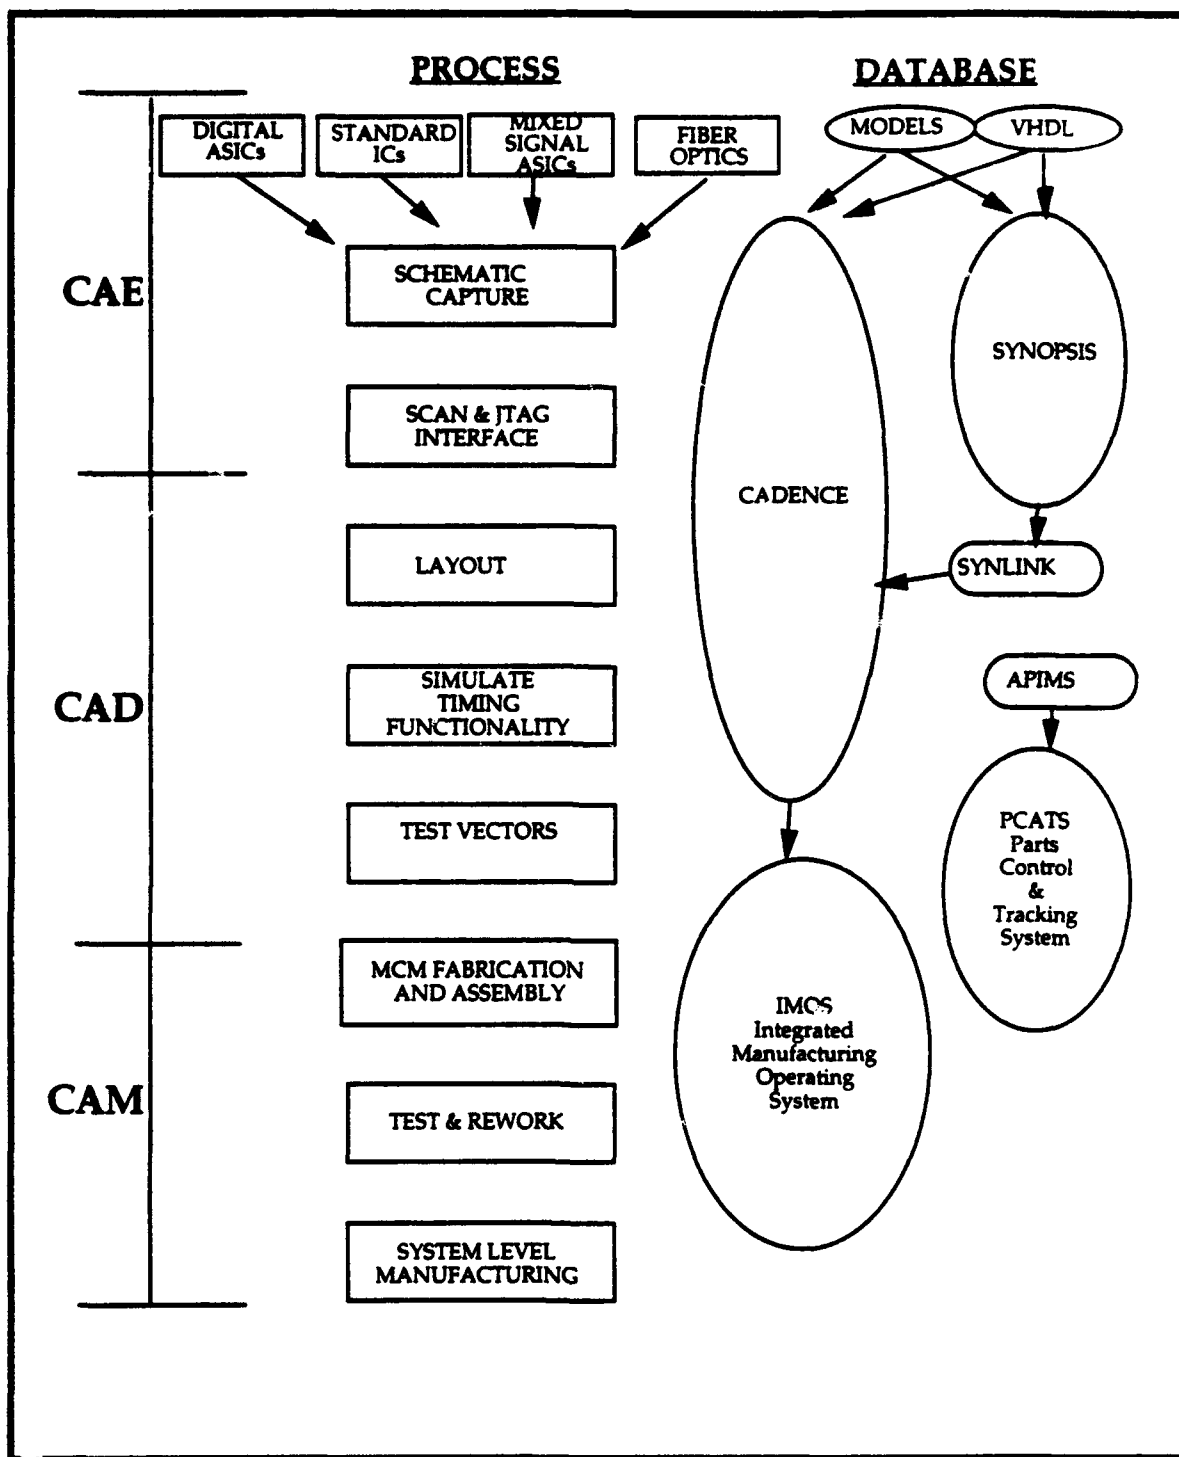 PROCESS
DATABASE
DIGITAL
ASICs
STANDARD
ICs
MIXED
SIGNAL
ASICs
FIBER
OPTICS
MODELS
VHDL
CAE
SCHEMATIC
CAPTURE
SCAN & JTAG
INTERFACE
SYNOPSIS
CADENCE
SYNLINK
CAD
LAYOUT
SIMULATE
TIMING
FUNCTIONALITY
TEST VECTORS
APIMS
PCATS
Parts
Control
&
Tracking
System
CAM
MCM FABRICATION
AND ASSEMBLY
TEST & REWORK
SYSTEM LEVEL
MANUFACTURING
IMOS
Integrated
Manufacturing
Operating
System